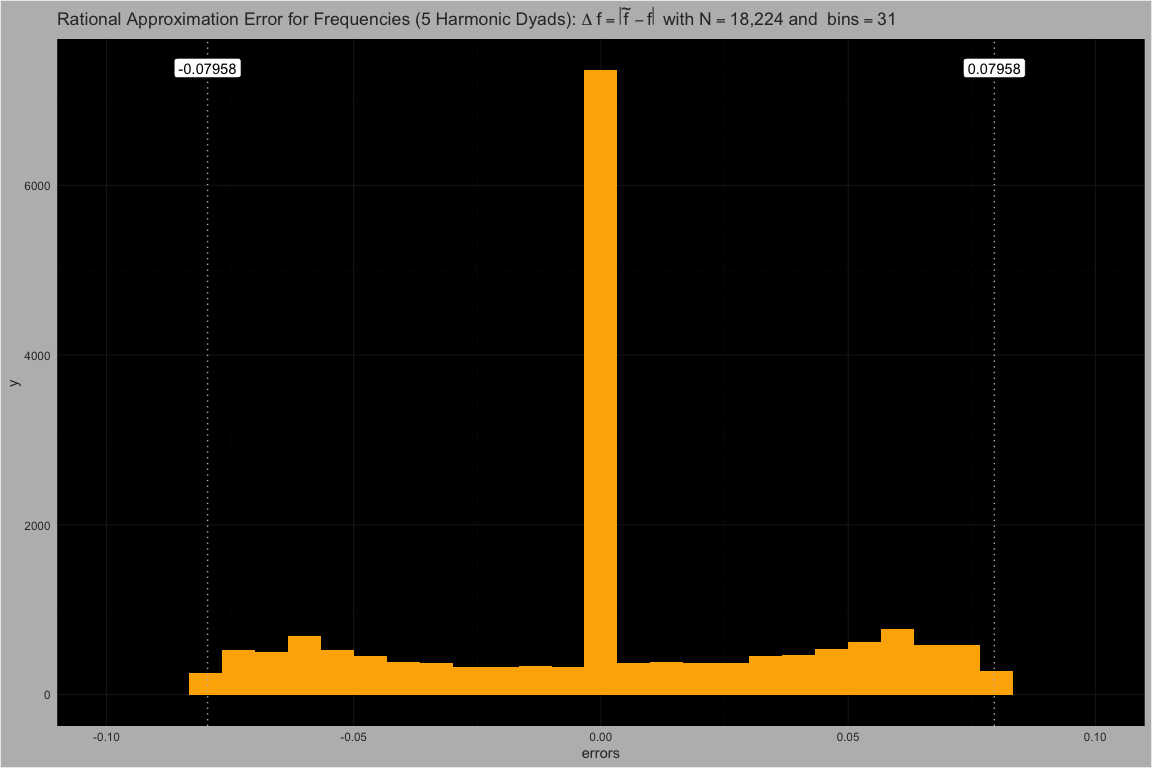 Rational Approximation Error for Frequencies (5 Harmonic Dyads): Δ f = |f̃ − f| with N = 18,224 and  bins = 31
-0.07958 0.07958
6000
4000
y
2000
0
-0.10 -0.05 0.00 0.05 0.10
errors